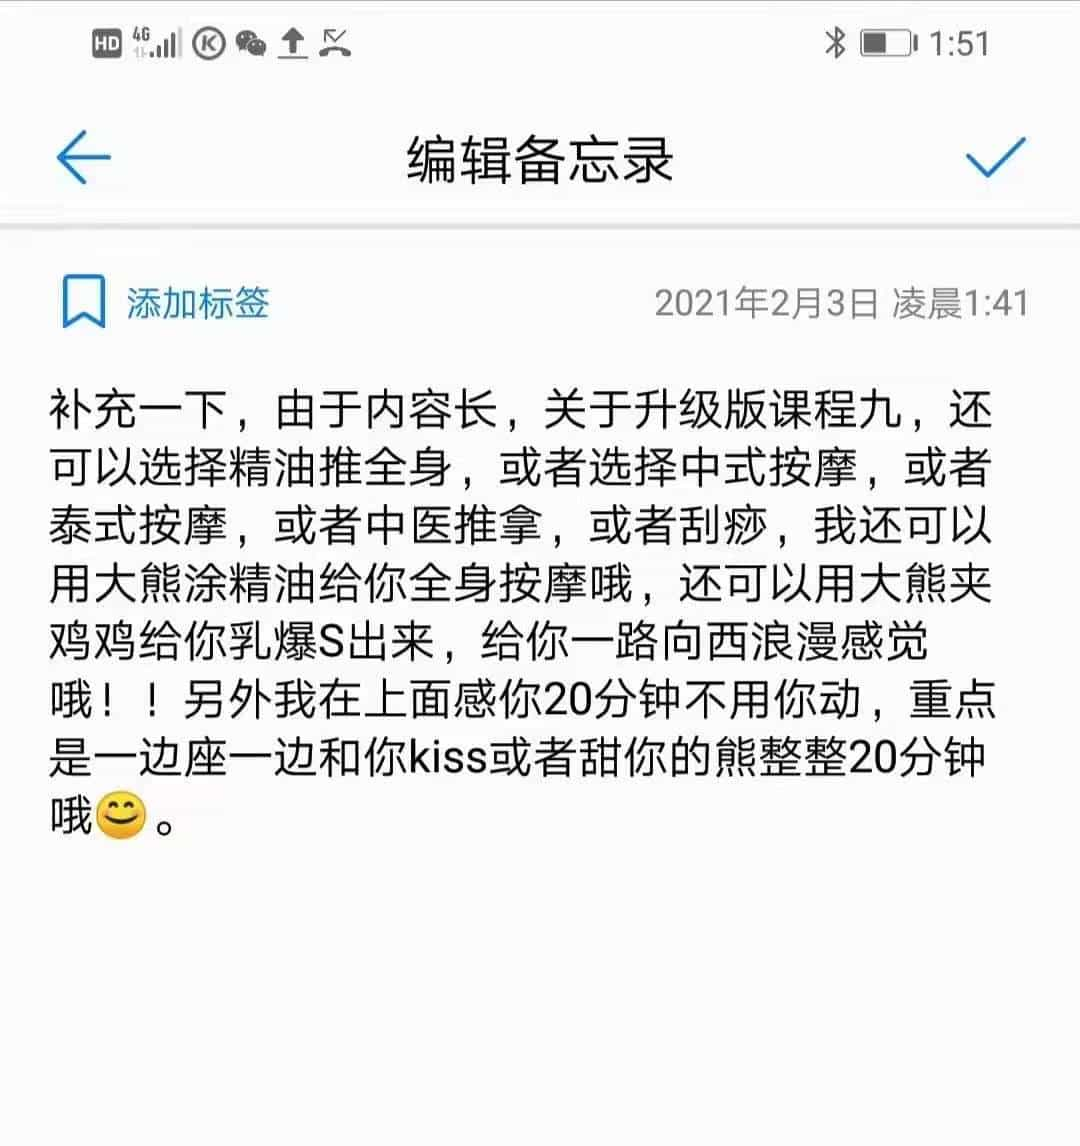 HD 4G 1:51
编辑备忘录
添加标签 2021年2月3日 凌晨1:41
补充一下，由于内容长，关于升级版课程九，还
可以选择精油推全身，或者选择中式按摩，或者
泰式按摩，或者中医推拿，或者刮痧，我还可以
用大熊涂精油给你全身按摩哦，还可以用大熊夹
鸡鸡给你乳爆S出来，给你一路向西浪漫感觉
哦！！另外我在上面感你20分钟不用你动，重点
是一边座一边和你kiss或者甜你的熊整整20分钟
哦😊。